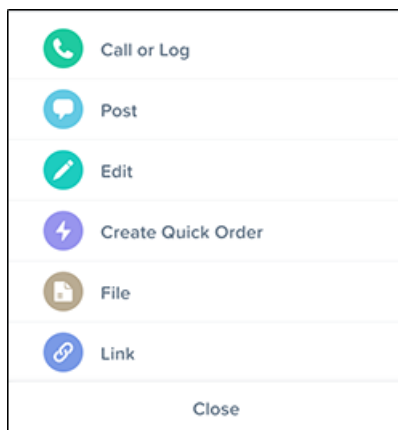 Call or Log
Post
Edit
Create Quick Order
File
Link
Close